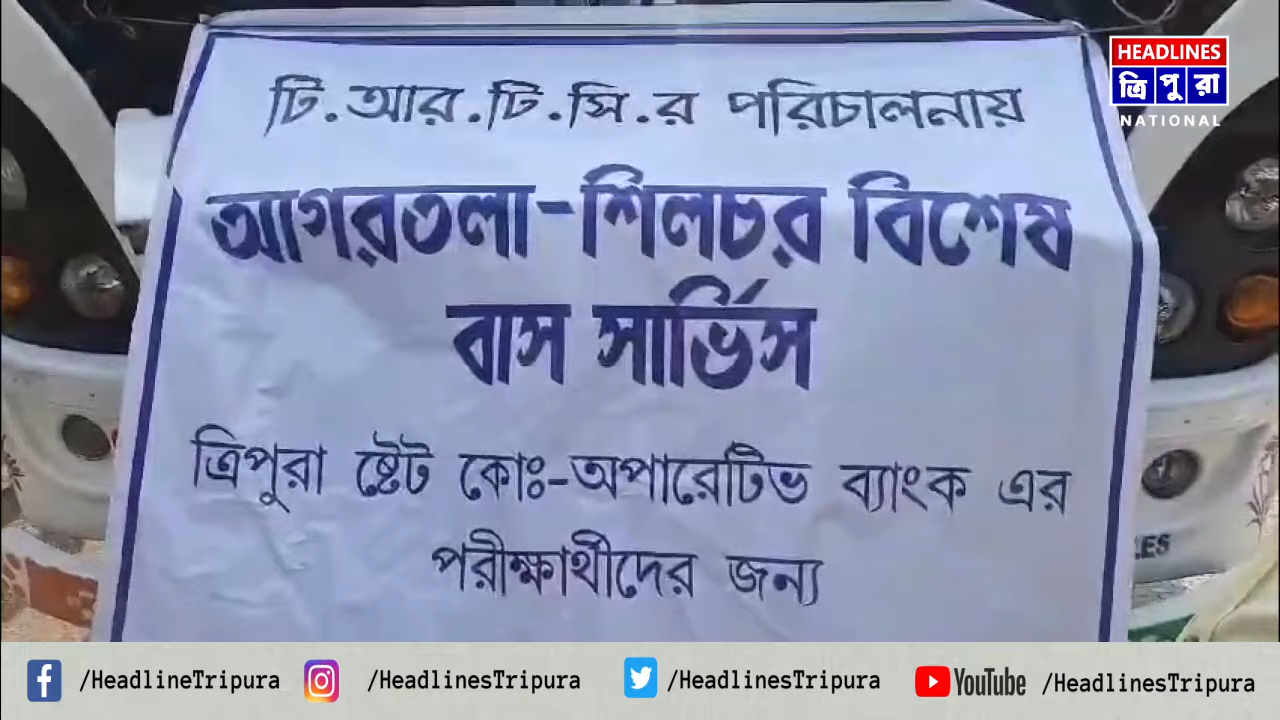 HEADLINES
ত্রিপুরা
NATIONAL
টি.আর.টি.সি.র পরিচালনায়
আগরতলা-শিলচর বিশেষ
বাস সার্ভিস
ত্রিপুরা ষ্টেট কোঃ-অপারেটিভ ব্যাংক এর
পরীক্ষার্থীদের জন্য
/HeadlineTripura
/HeadlinesTripura
/HeadlinesTripura
YouTube /HeadlinesTripura